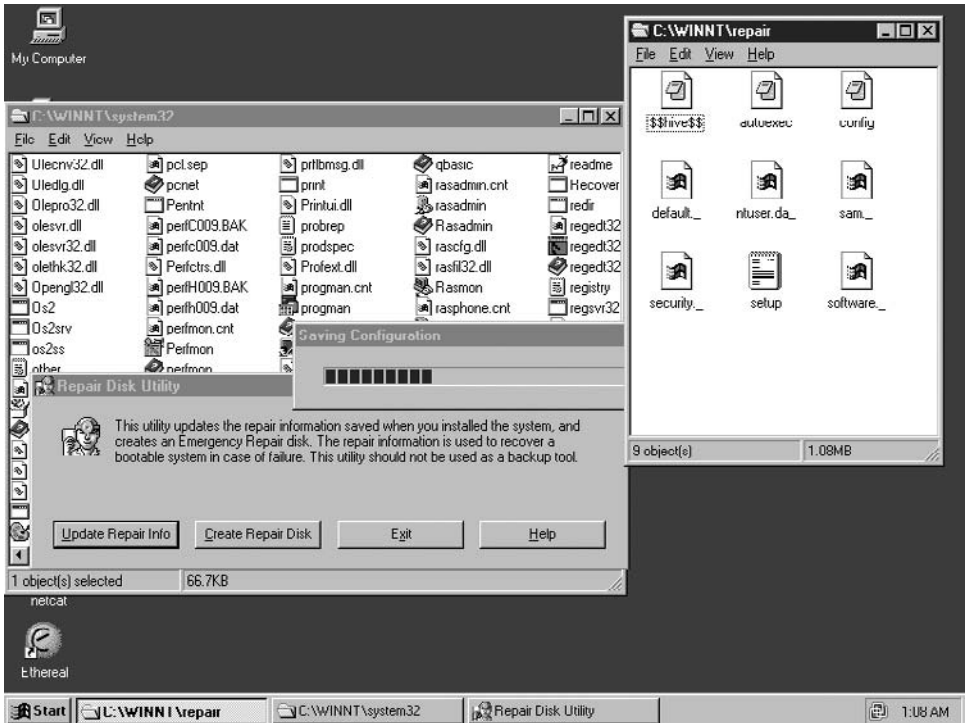 My Computer
C:\WINNT\system32
File Edit View Help
Olecnv32.dll
Oledlg.dll
Olepro32.dll
olesvr.dll
olesvr32.dll
olethk32.dll
Opengl32.dll
Os2
Os2srv
os2ss
other
pcl.sep
pcnet
Pentnt
perfC009.BAK
perfc009.dat
Perfctrs.dll
perfH009.BAK
perfh009.dat
perfmon.cnt
Perfmon
perfmon
prflbmsg.dll
print
Printui.dll
probrep
prodspec
Profext.dll
progman.cnt
progman
qbasic
rasadmin.cnt
rasadmin
Rasadmin
rascfg.dll
rasfil32.dll
Rasmon
rasphone.cnt
readme
Recover
redir
regedt32
regedt32
registry
regsvr32
Saving Configuration
Repair Disk Utility
This utility updates the repair information saved when you installed the system, and
creates an Emergency Repair disk. The repair information is used to recover a
bootable system in case of failure. This utility should not be used as a backup tool.
Update Repair Info Create Repair Disk Exit Help
1 object(s) selected 66.7KB
C:\WINNT\repair
File Edit View Help
$$hive$$ autoexec config
default._ ntuser.da_ sam._
security._ setup software._
9 object(s) 1.08MB
netcat
Ethereal
Start C:\WINNT\repair C:\WINNT\system32 Repair Disk Utility 1:08 AM